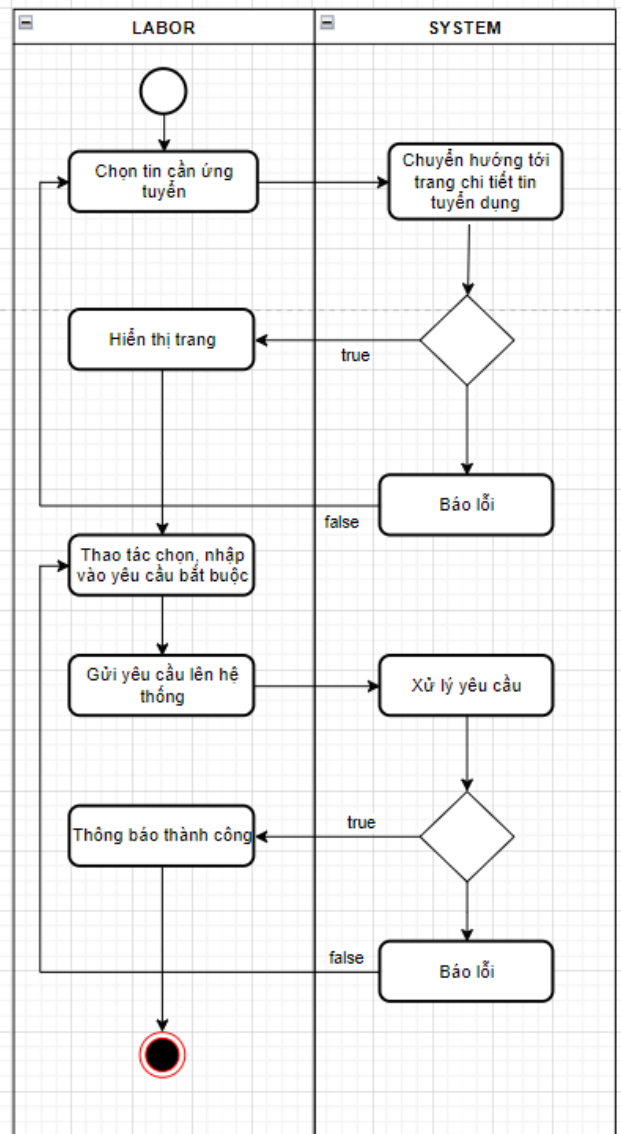 LABOR
SYSTEM
Chọn tin cần ứng
tuyển
Chuyển hướng tới
trang chi tiết tin
tuyển dụng
Hiển thị trang
true
Báo lỗi
false
Thao tác chọn, nhập
vào yêu cầu bắt buộc
Gửi yêu cầu lên hệ
thống
Xử lý yêu cầu
true
Thông báo thành công
false
Báo lỗi